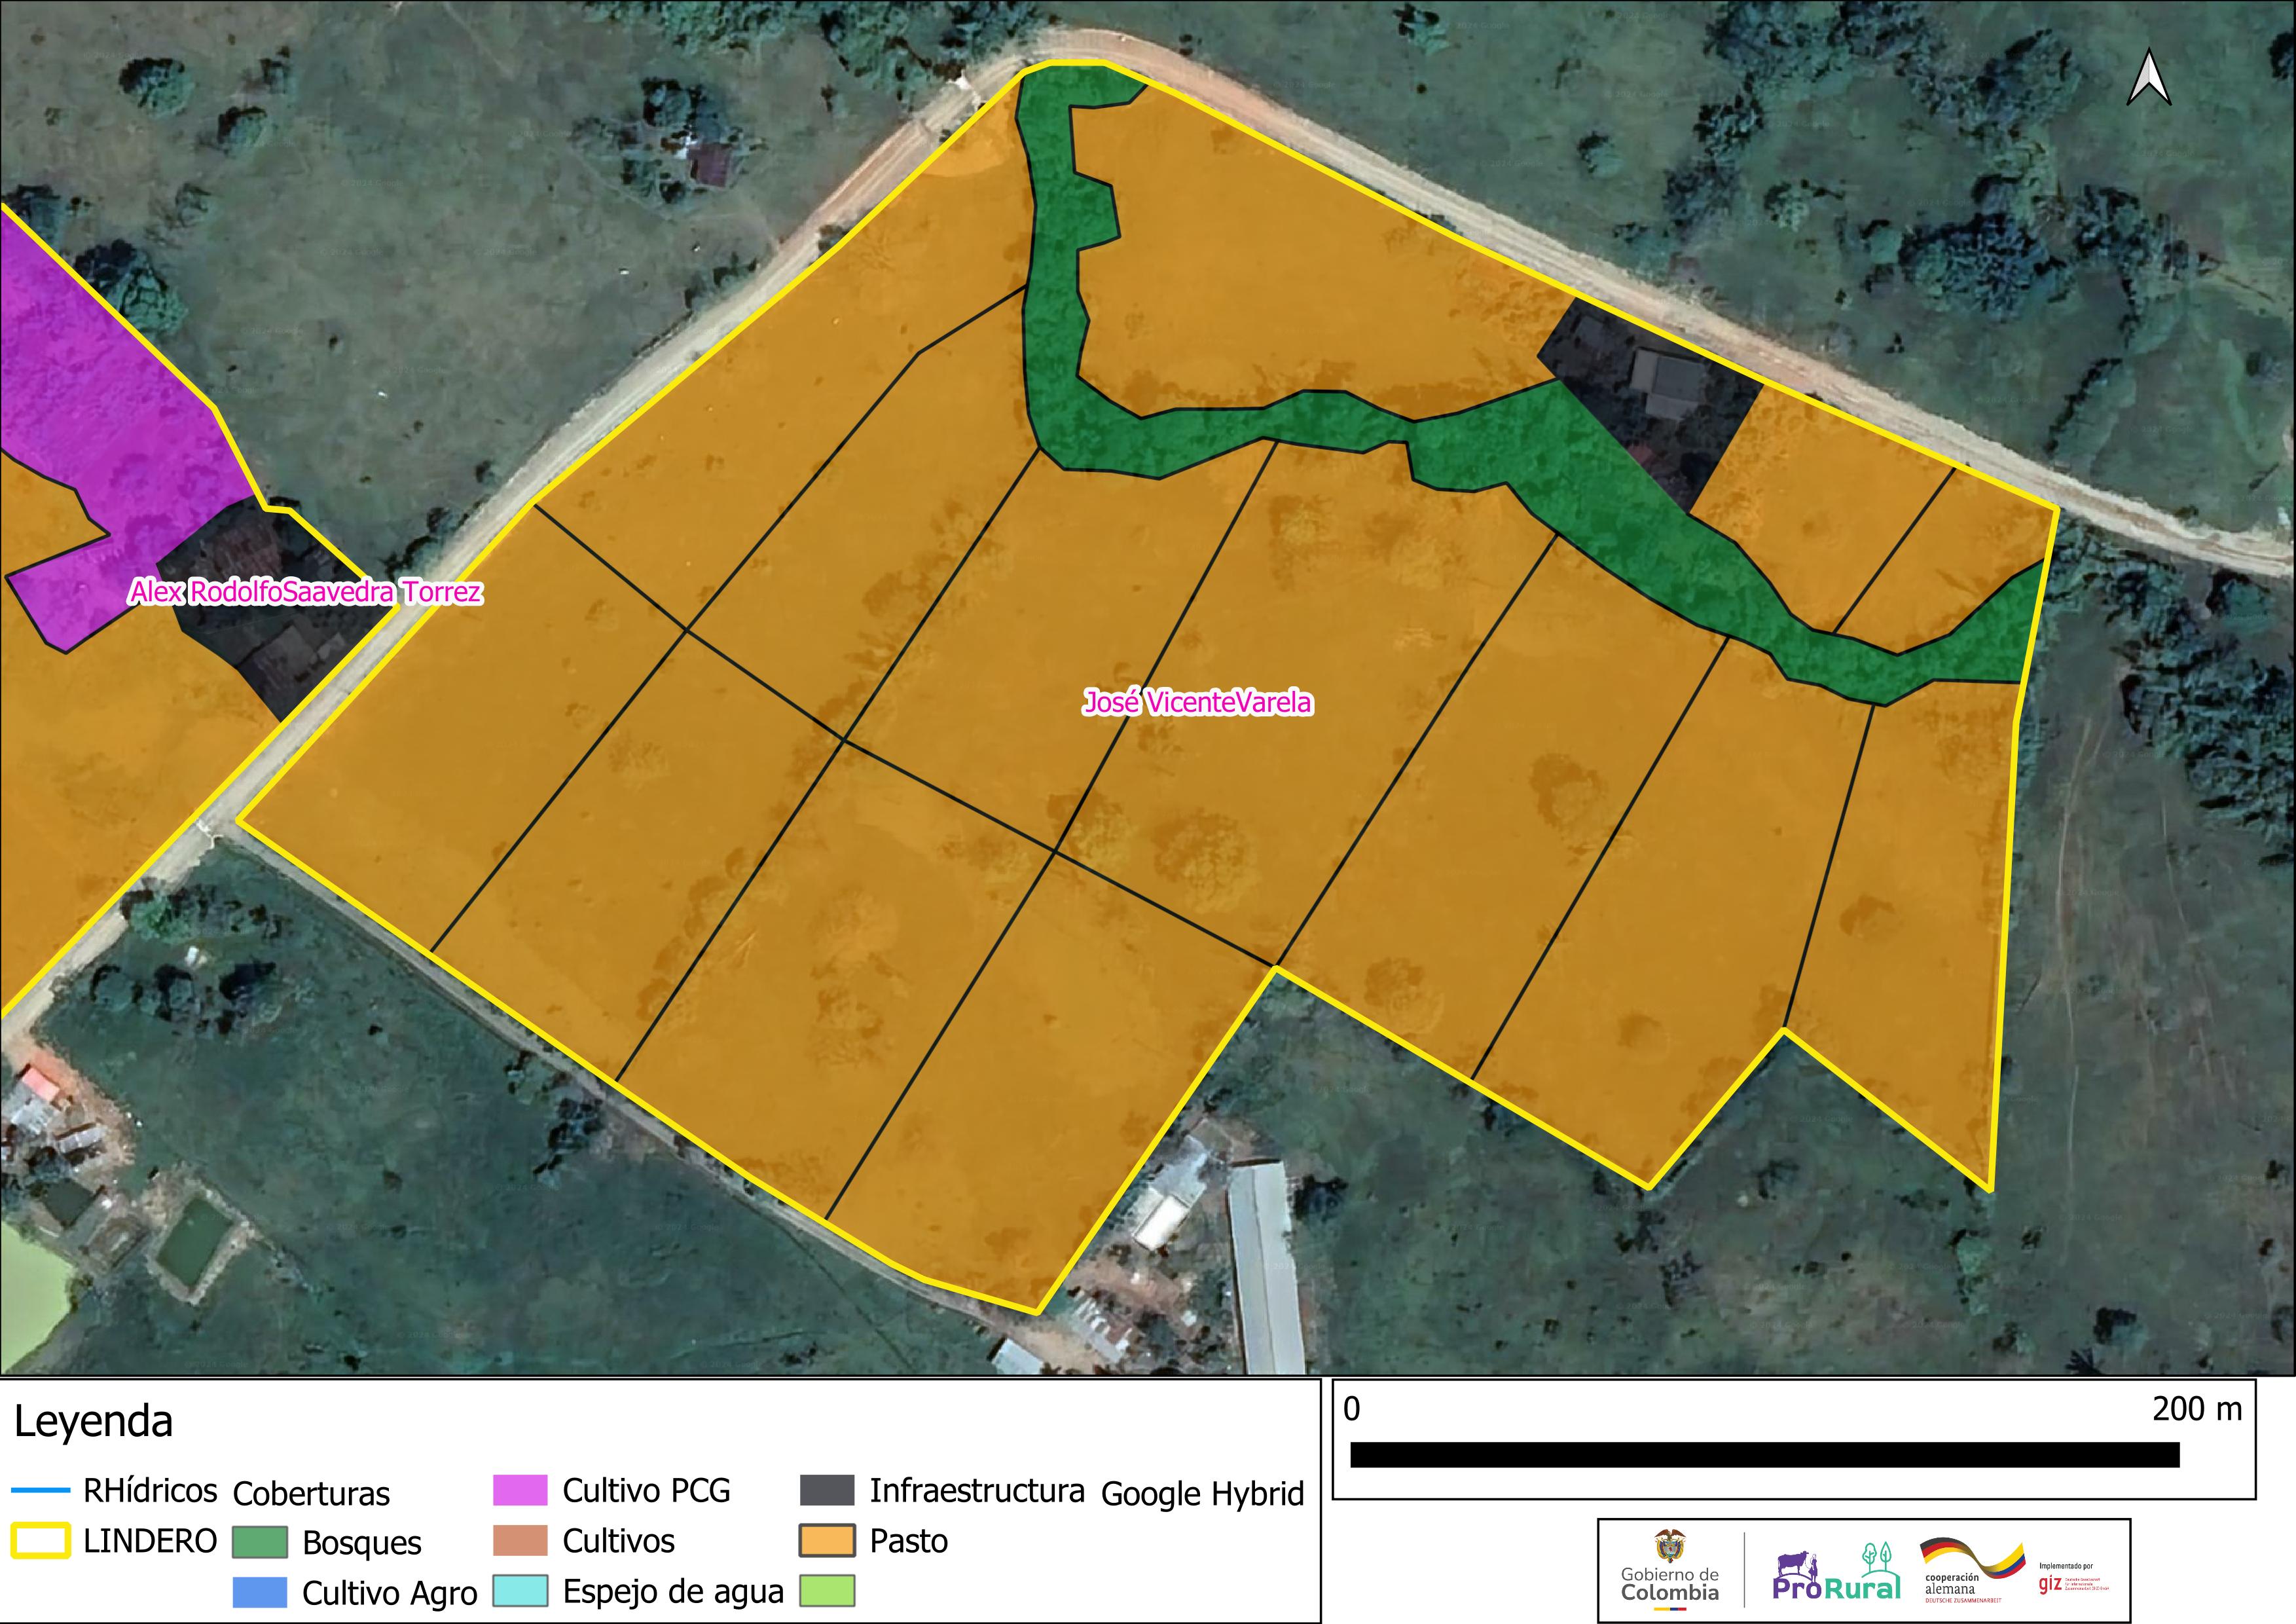 Alex RodolfoSaavedra Torrez
José VicenteVarela
Leyenda
RHídricos
LINDERO
Coberturas
Bosques
Cultivo Agro
Cultivo PCG
Cultivos
Espejo de agua
Infraestructura
Pasto
Google Hybrid
0 200 m
Gobierno de
Colombia
ProRural
cooperación
alemana
DEUTSCHE ZUSAMMENARBEIT
Implementado por
giz